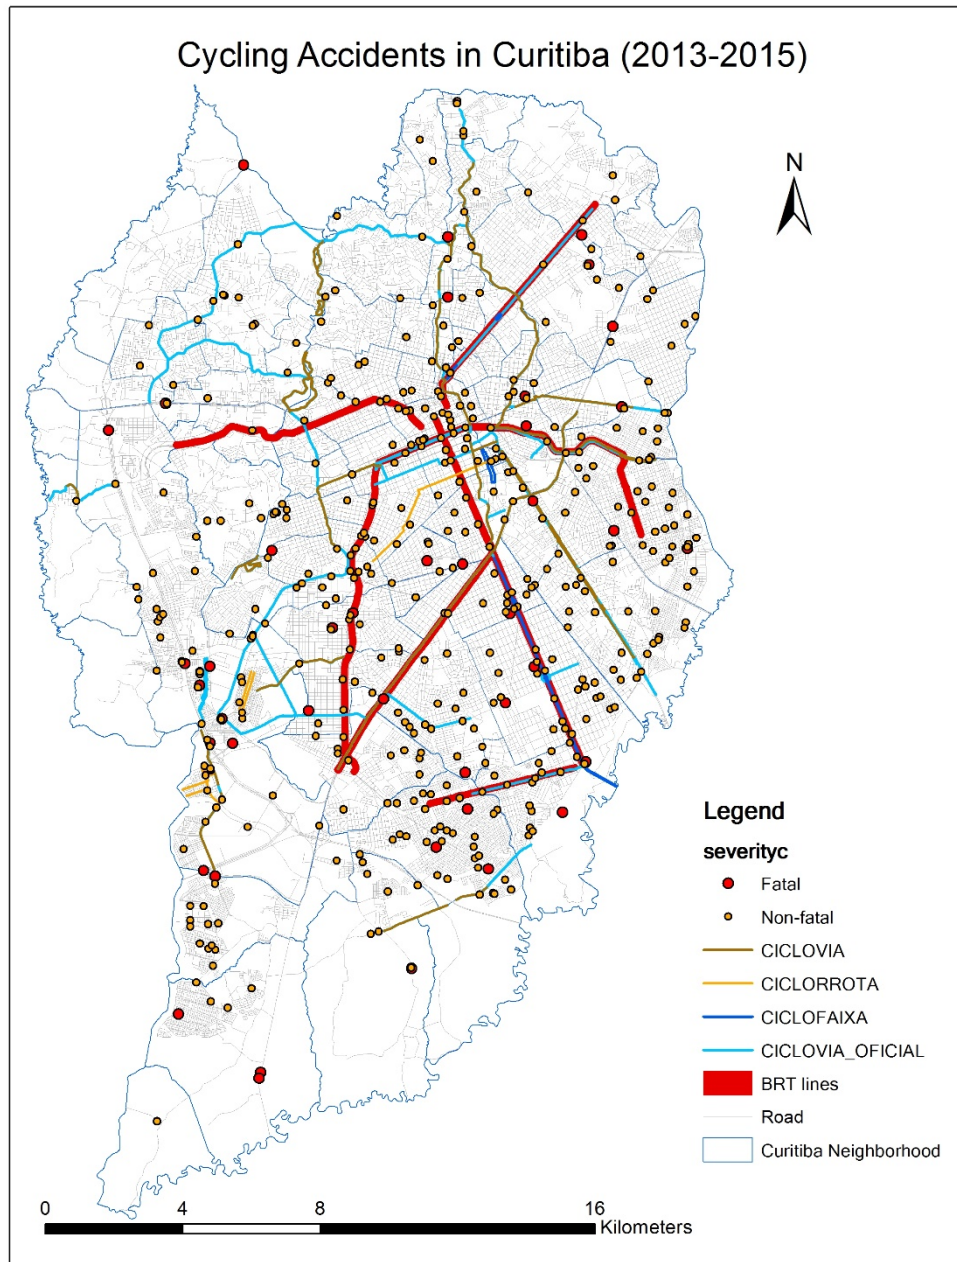 Cycling Accidents in Curitiba (2013-2015)
N
Legend
severityc
Fatal
Non-fatal
CICLOVIA
CICLORROTA
CICLOFAIXA
CICLOVIA_OFICIAL
BRT lines
Road
Curitiba Neighborhood
0 4 8 16
Kilometers